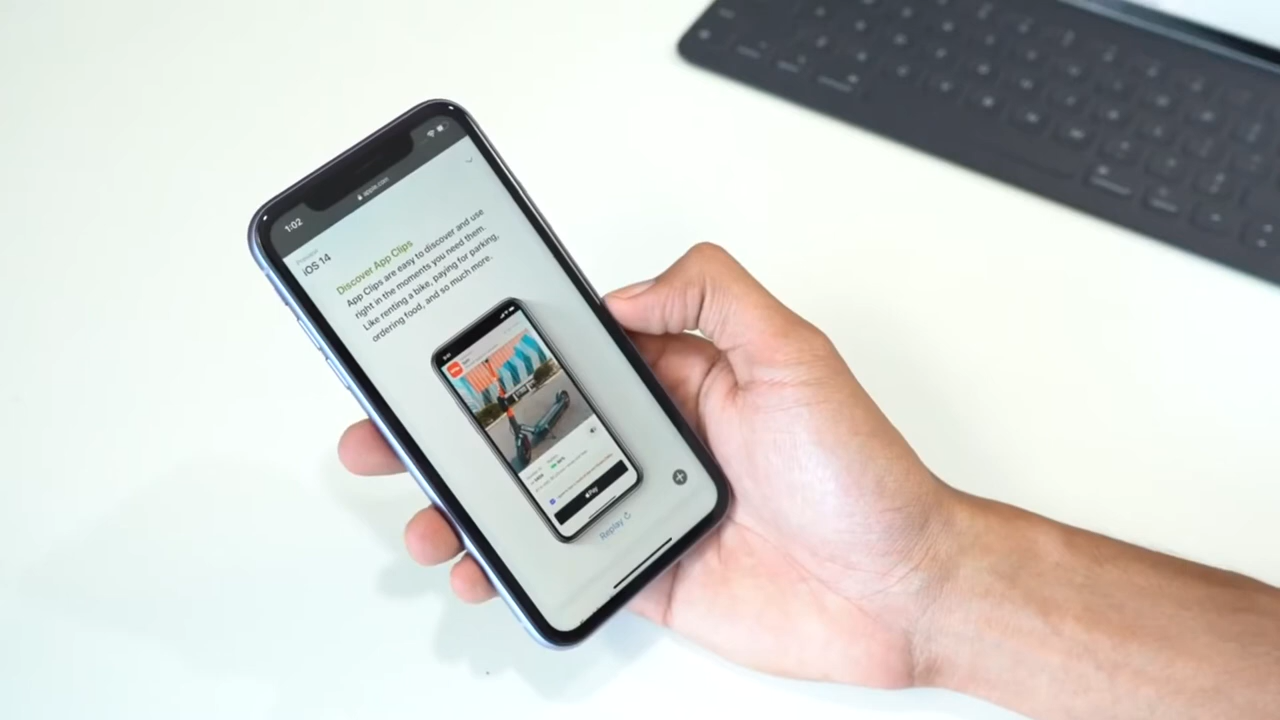 1:02
apple.com
Preview
iOS 14
Discover App Clips
App Clips are easy to discover and use
right in the moments you need them.
Like renting a bike, paying for parking,
ordering food, and so much more.
Pay
Replay